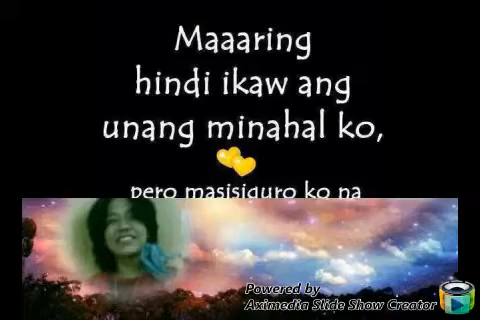 Maaaring
hindi ikaw ang
unang minahal ko,
pero masisiguro ko na
Powered by
Aximedia Slide Show Creator